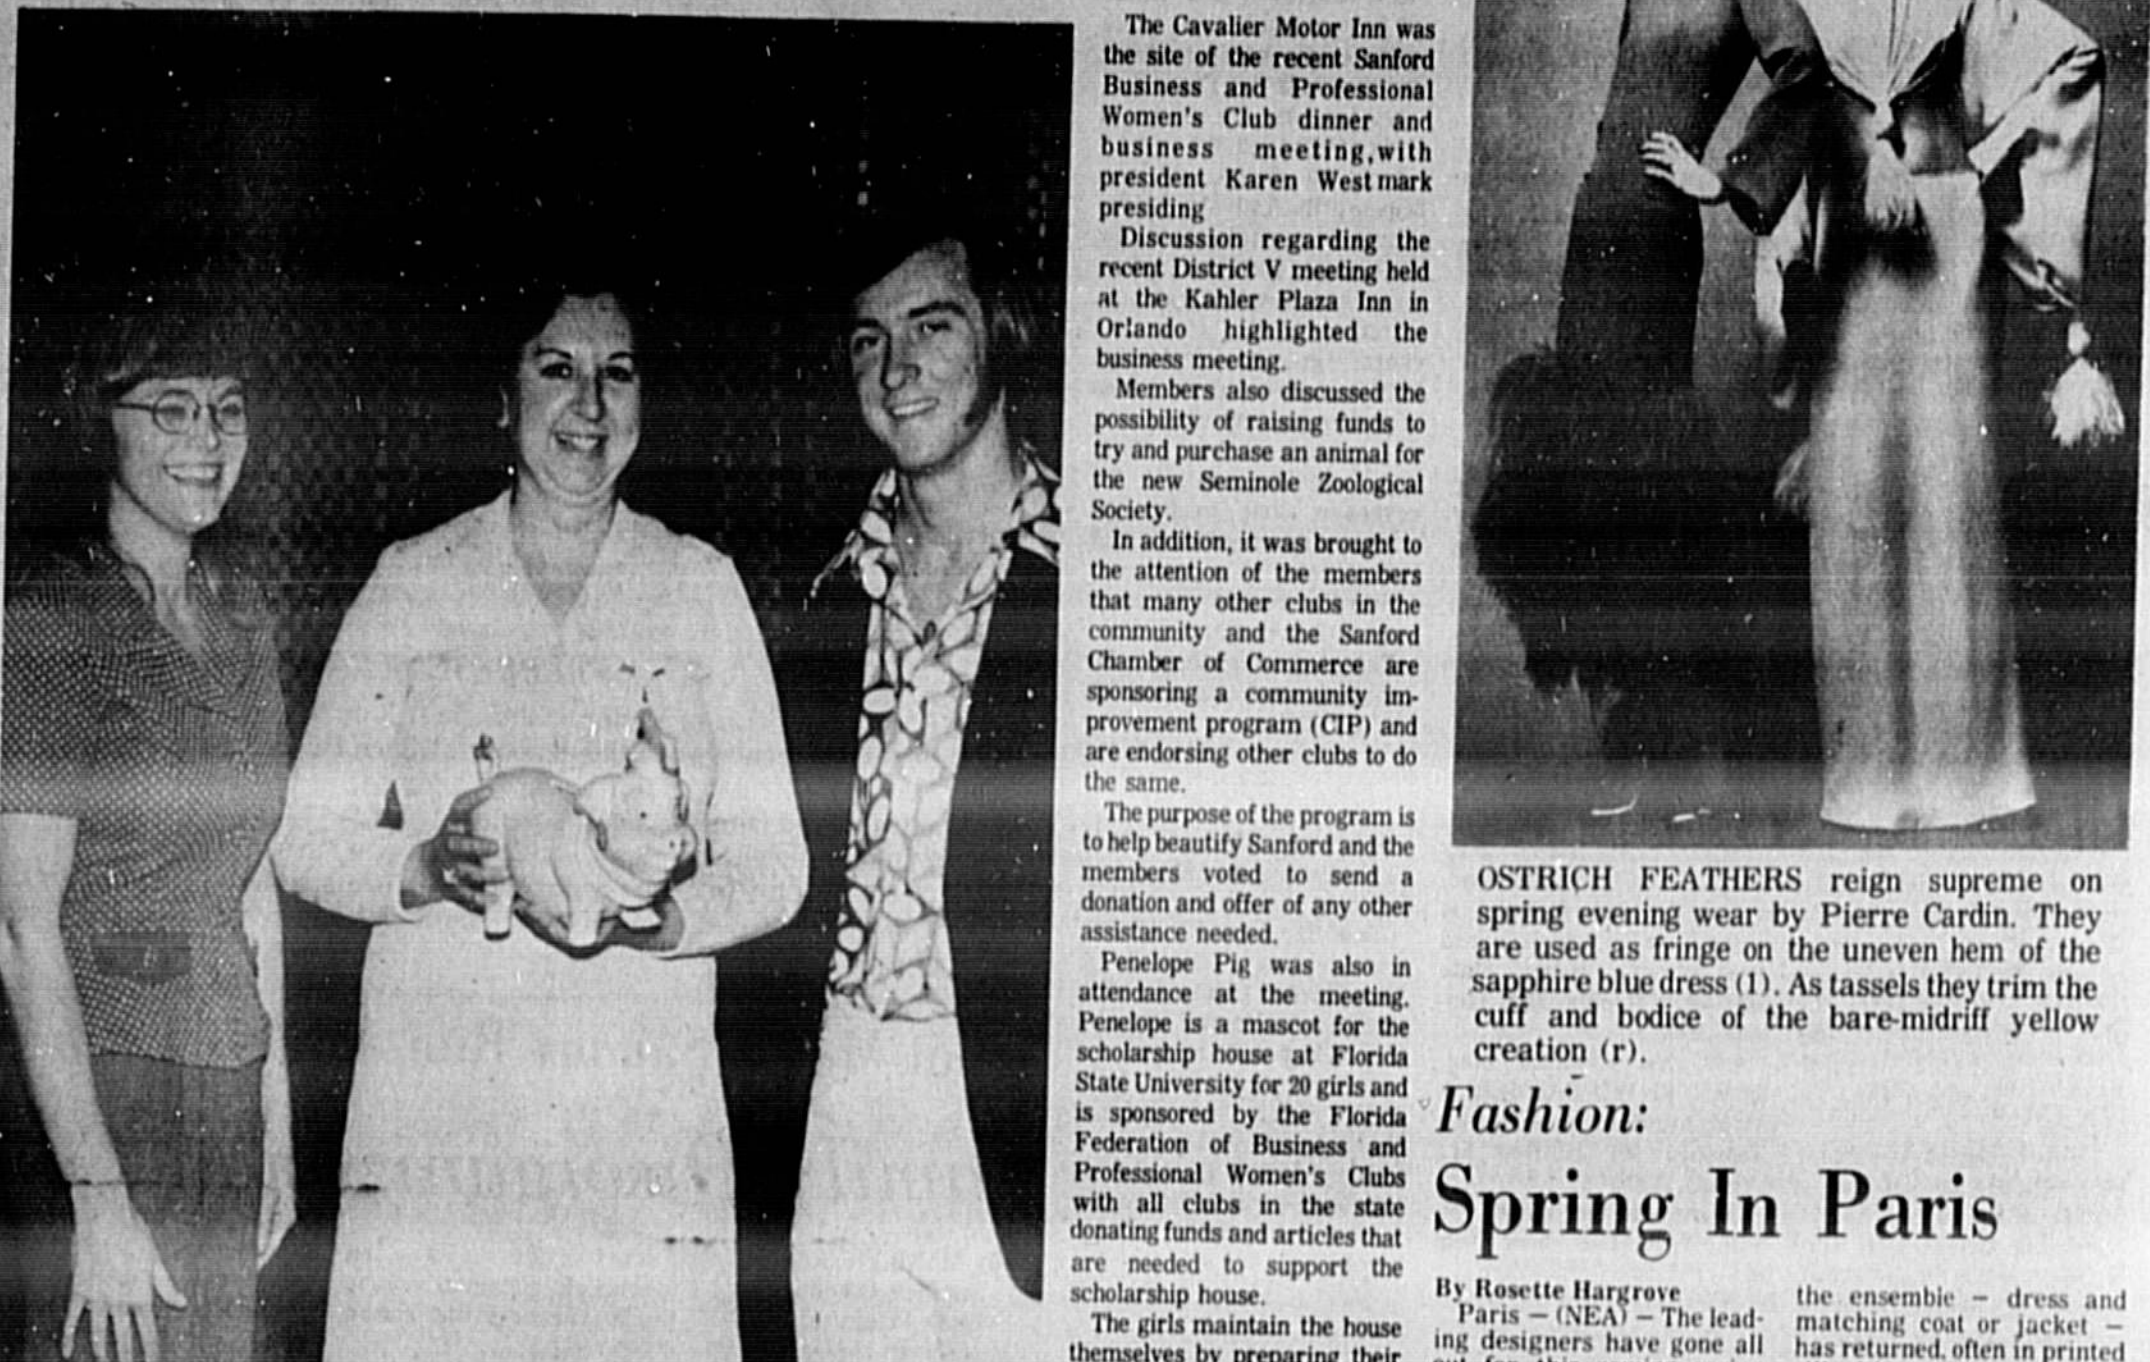 The Cavalier Motor Inn was
the site of the recent Sanford
Business and Professional
Women's Club dinner and
business meeting,with
president Karen Westmark
presiding
Discussion regarding the
recent District V meeting held
at the Kahler Plaza Inn in
Orlando highlighted the
business meeting.
Members also discussed the
possibility of raising funds to
try and purchase an animal for
the new Seminole Zoological
Society.
In addition, it was brought to
the attention of the members
that many other clubs in the
community and the Sanford
Chamber of Commerce are
sponsoring a community im-
provement program (CIP) and
are endorsing other clubs to do
the same.
The purpose of the program is
to help beautify Sanford and the
members voted to send a
donation and offer of any other
assistance needed.
Penelope Pig was also in
attendance at the meeting.
Penelope is a mascot for the
scholarship house at Florida
State University for 20 girls and
is sponsored by the Florida
Federation of Business and
Professional Women's Clubs
with all clubs in the state
donating funds and articles that
are needed to support the
scholarship house.
The girls maintain the house
themselves by preparing their
OSTRICH FEATHERS reign supreme on
spring evening wear by Pierre Cardin. They
are used as fringe on the uneven hem of the
sapphire blue dress (l). As tassels they trim the
cuff and bodice of the bare-midriff yellow
creation (r).
Fashion:
Spring In Paris
By Rosette Hargrove
Paris — (NEA) — The lead-
ing designers have gone all
the ensemble — dress and
matching coat or jacket —
has returned, often in printed